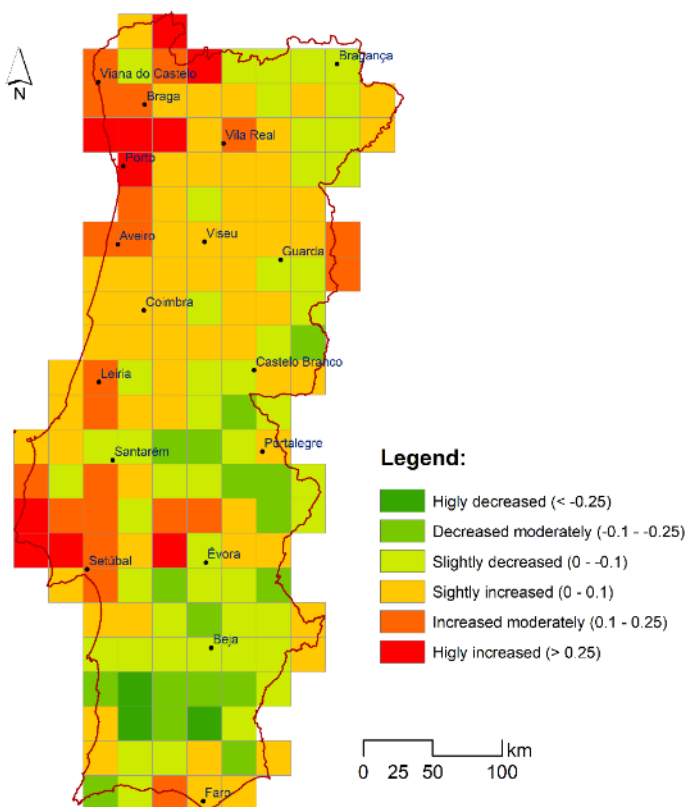 Bragança
Viana do Castelo
N
Braga
Vila Real
Porto
Aveiro
Viseu
Guarda
Coimbra
Castelo Branco
Leiria
Portalegre
Santarém
Legend:
Higly decreased (< -0.25)
Decreased moderately (-0.1 - -0.25)
Slightly decreased (0 - -0.1)
Sightly increased (0 - 0.1)
Increased moderately (0.1 - 0.25)
Higly increased (> 0.25)
Setúbal
Évora
Beja
km
0 25 50 100
Faro